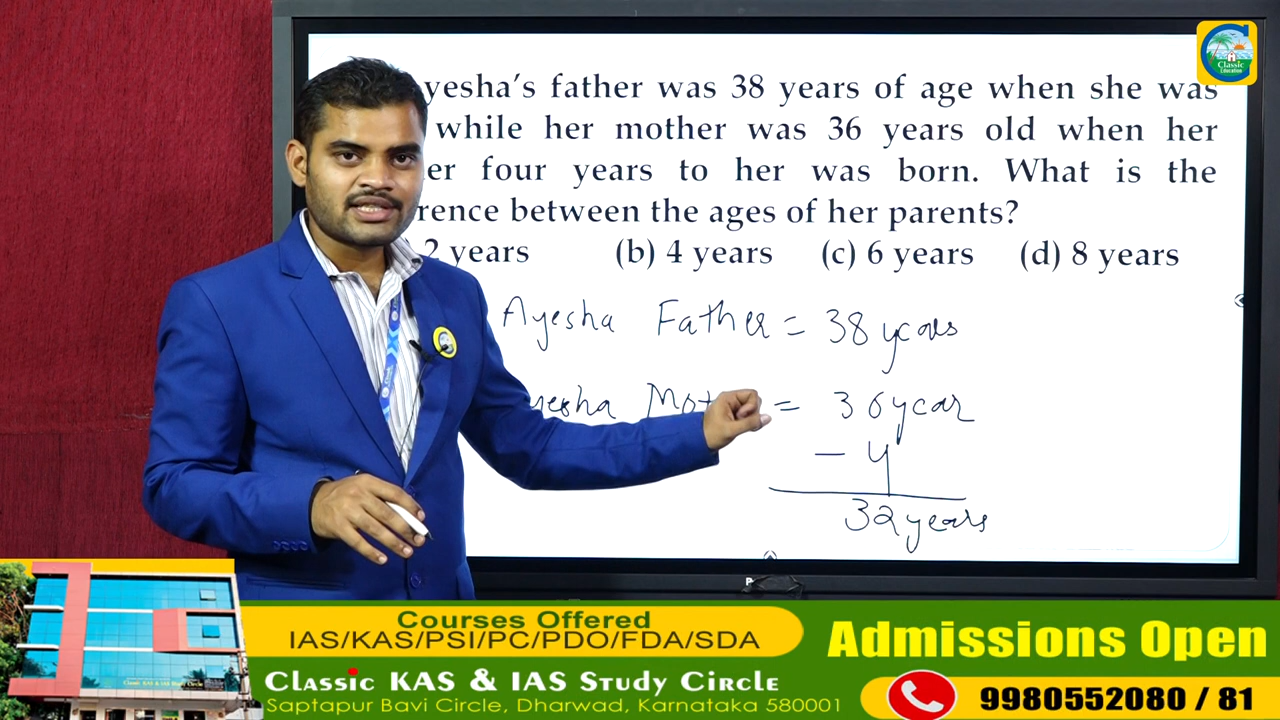 Classic
Education
yesha's father was 38 years of age when she was
while her mother was 36 years old when her
er four years to her was born. What is the
rence between the ages of her parents?
2 years (b) 4 years (c) 6 years (d) 8 years
Ayesha Father = 38 years
yesha Mot = 36 year
- 4
32 years
Courses Offered
IAS/KAS/PSI/PC/PDO/FDA/SDA
Classic KAS & IAS Study Circle
Saptapur Bavi Circle, Dharwad, Karnataka 580001
Admissions Open
9980552080 / 81